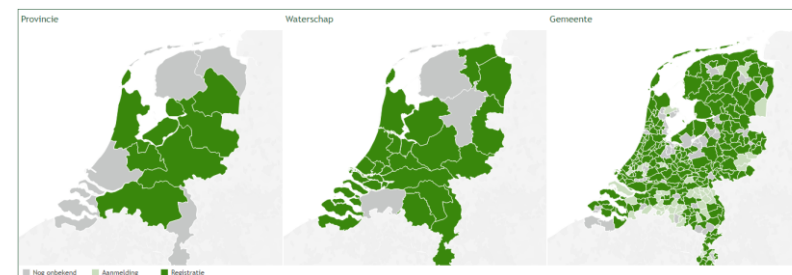 Provincie
Waterschap
Gemeente
Nog onbekend
Aanmelding
Registratie